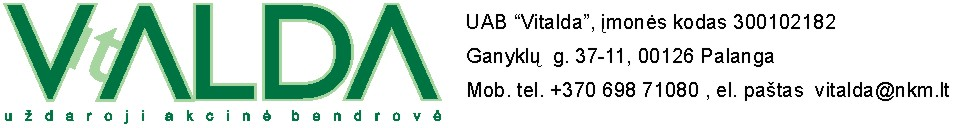 VitALDA
uždaroji akcinė bendrovė
UAB “Vitalda”, įmonės kodas 300102182
Ganyklų g. 37-11, 00126 Palanga
Mob. tel. +370 698 71080 , el. paštas vitalda@nkm.lt